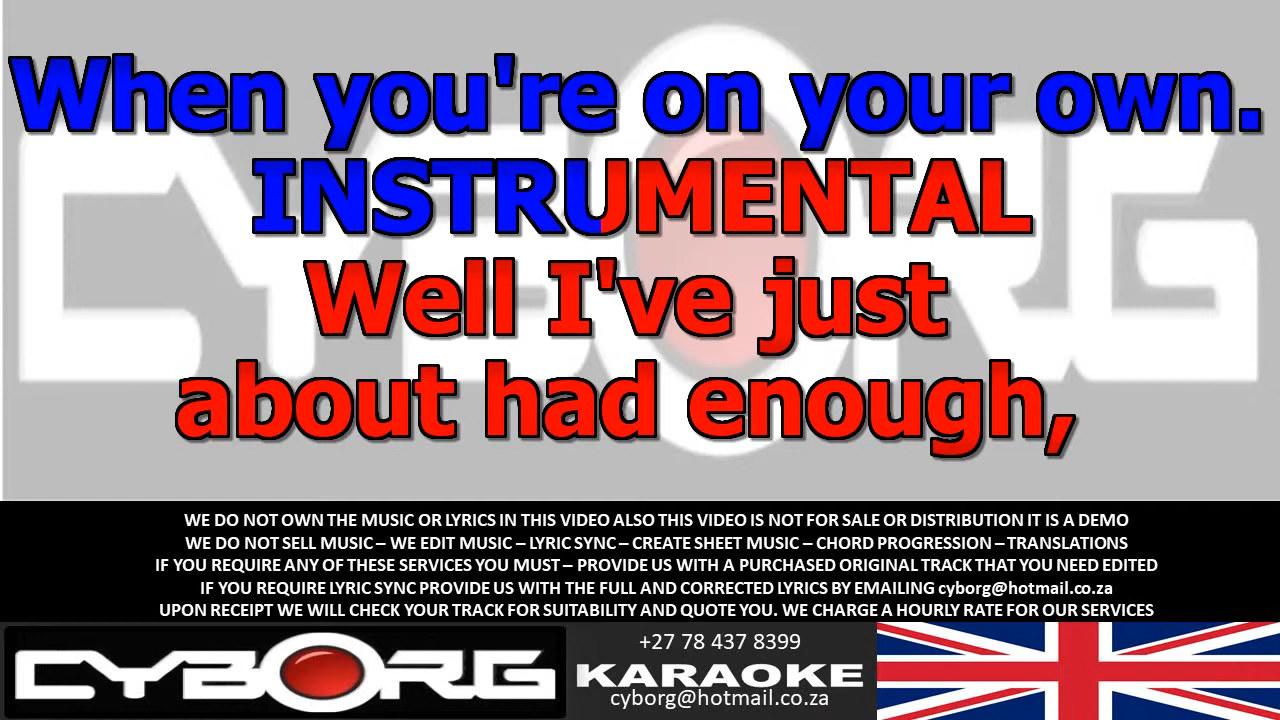 When you're on your own.
INSTRUMENTAL
Well I've just
about had enough,
CYBORG
WE DO NOT OWN THE MUSIC OR LYRICS IN THIS VIDEO ALSO THIS VIDEO IS NOT FOR SALE OR DISTRIBUTION IT IS A DEMO
WE DO NOT SELL MUSIC – WE EDIT MUSIC – LYRIC SYNC – CREATE SHEET MUSIC – CHORD PROGRESSION – TRANSLATIONS
IF YOU REQUIRE ANY OF THESE SERVICES YOU MUST – PROVIDE US WITH A PURCHASED ORIGINAL TRACK THAT YOU NEED EDITED
IF YOU REQUIRE LYRIC SYNC PROVIDE US WITH THE FULL AND CORRECTED LYRICS BY EMAILING cyborg@hotmail.co.za
UPON RECEIPT WE WILL CHECK YOUR TRACK FOR SUITABILITY AND QUOTE YOU. WE CHARGE A HOURLY RATE FOR OUR SERVICES
CYBORG
+27 78 437 8399
KARAOKE
cyborg@hotmail.co.za